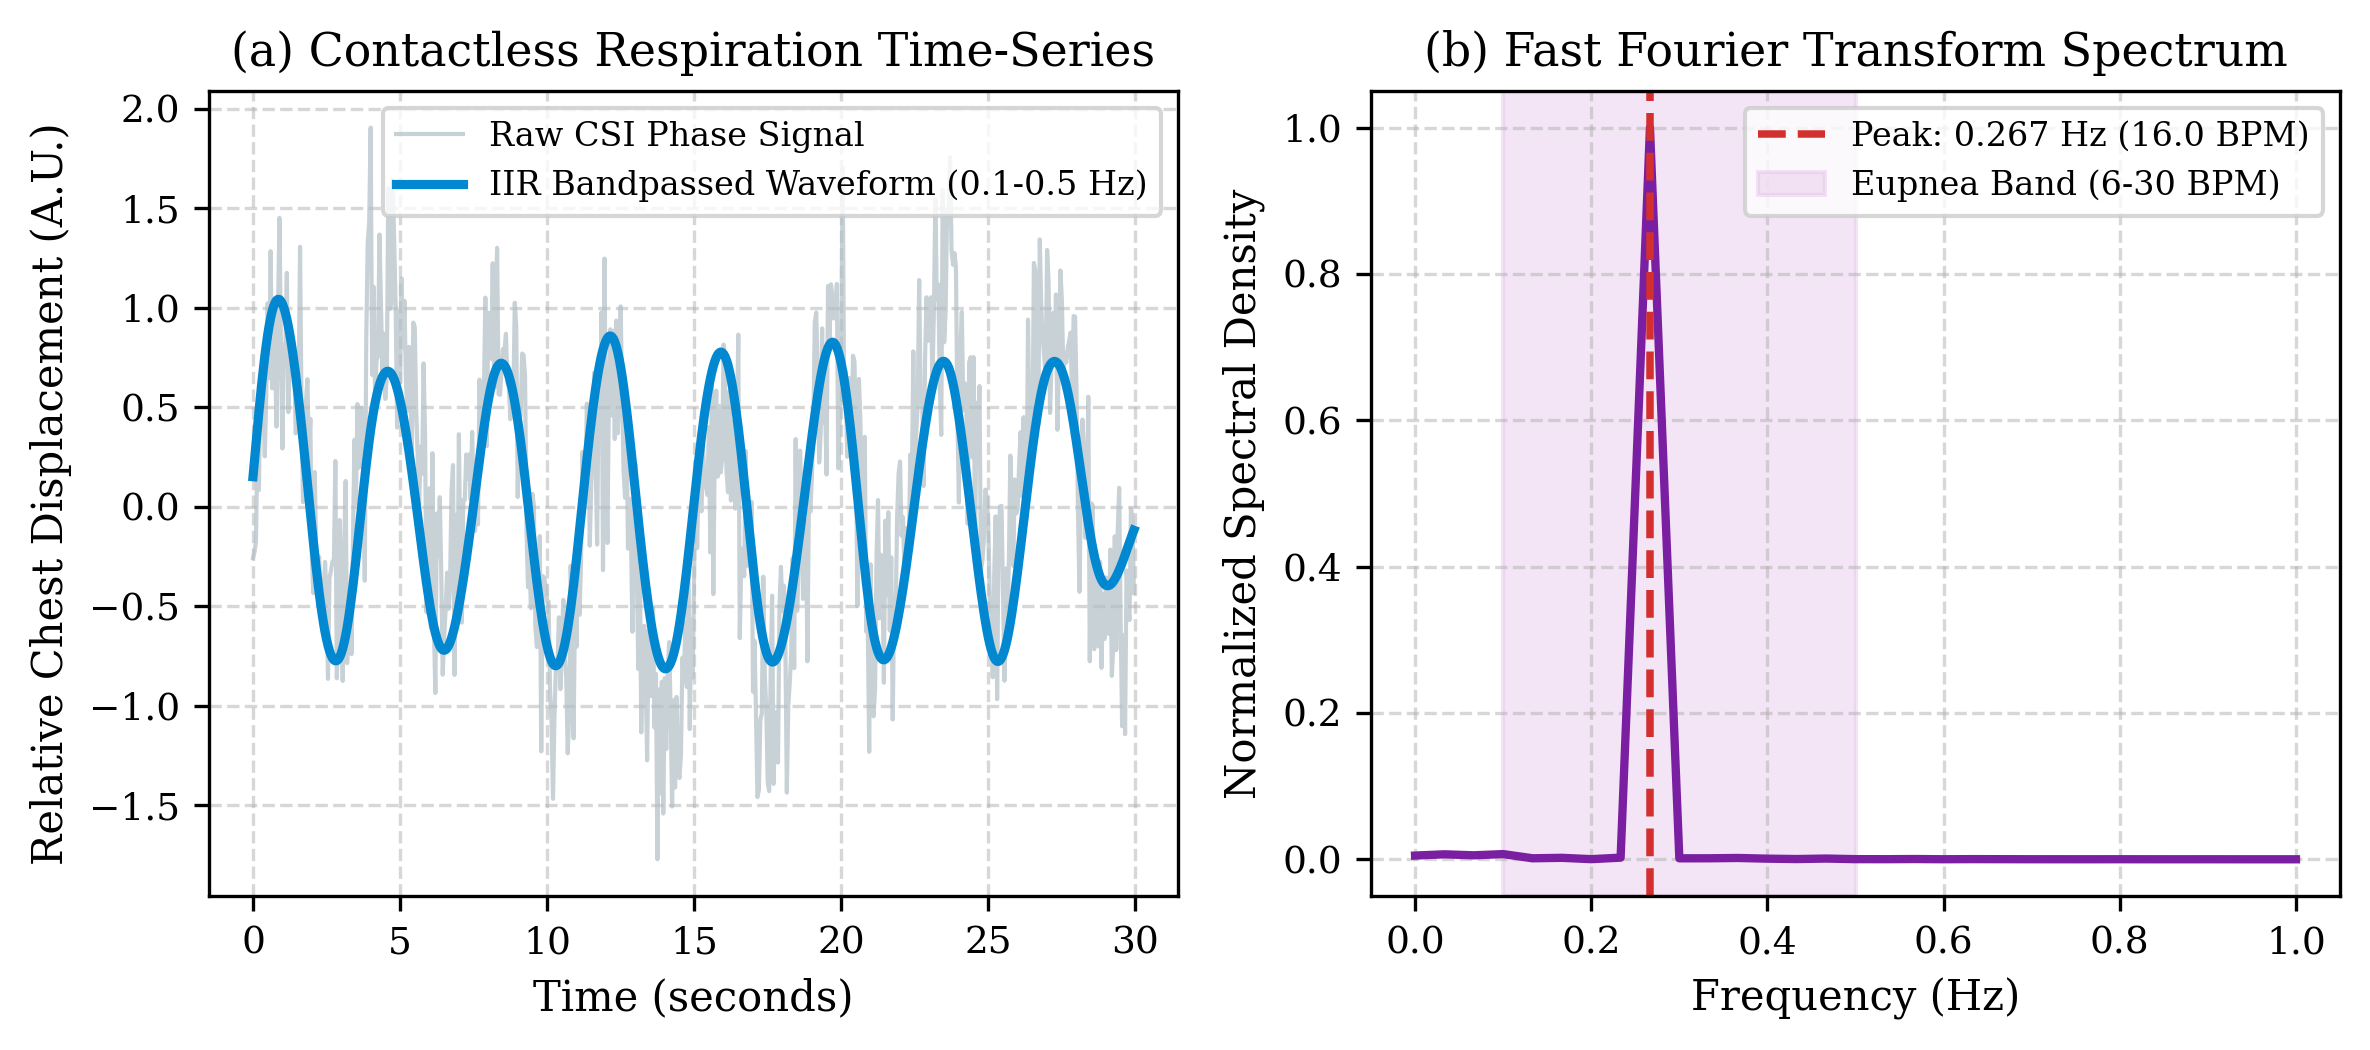 (a) Contactless Respiration Time-Series
Relative Chest Displacement (A.U.)
2.0
1.5
1.0
0.5
0.0
−0.5
−1.0
−1.5
Raw CSI Phase Signal
IIR Bandpassed Waveform (0.1-0.5 Hz)
0 5 10 15 20 25 30
Time (seconds)
(b) Fast Fourier Transform Spectrum
Normalized Spectral Density
1.0
0.8
0.6
0.4
0.2
0.0
Peak: 0.267 Hz (16.0 BPM)
Eupnea Band (6-30 BPM)
0.0 0.2 0.4 0.6 0.8 1.0
Frequency (Hz)